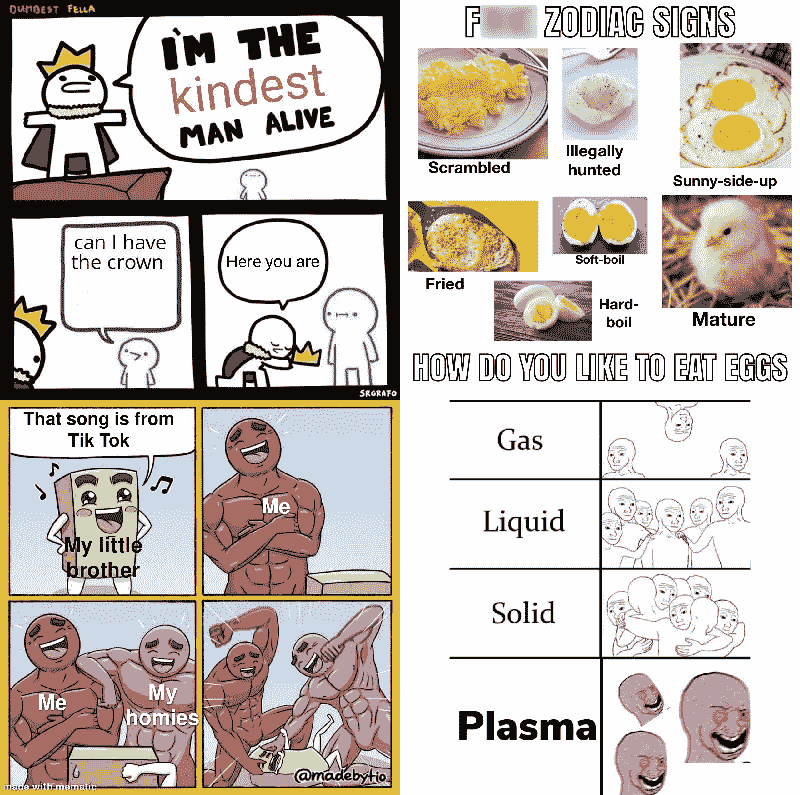 DUMBEST FELLA
I'M THE
kindest
MAN ALIVE
can I have
the crown
Here you are
SRGRAFO
F ZODIAC SIGNS
Scrambled
Illegally
hunted
Sunny-side-up
Fried
Soft-boil
Hard-
boil
Mature
HOW DO YOU LIKE TO EAT EGGS
That song is from
Tik Tok
My little
brother
Me
Me
My
homies
@madebytio
made with mematic
Gas
Liquid
Solid
Plasma